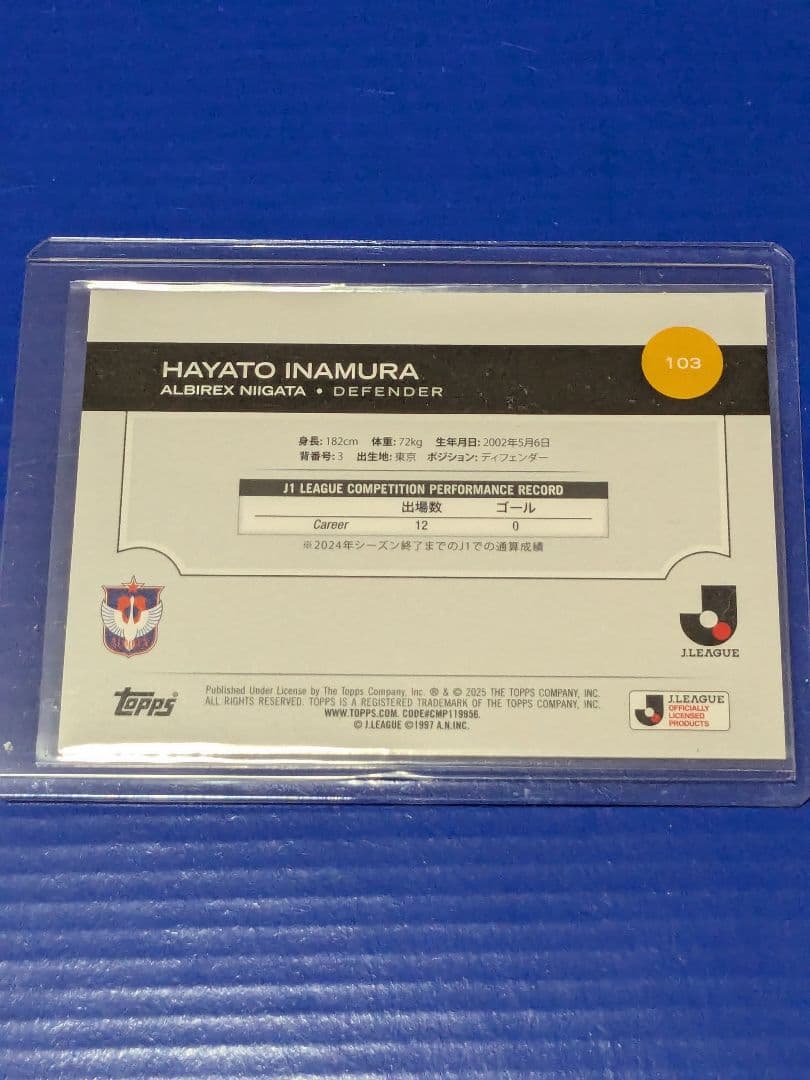 103
HAYATO INAMURA
ALBIREX NIIGATA • DEFENDER
身長: 182cm 体重: 72kg 生年月日: 2002年5月6日
背番号: 3 出生地: 東京 ポジション: ディフェンダー
J1 LEAGUE COMPETITION PERFORMANCE RECORD
出場数 ゴール
Career 12 0
※2024年シーズン終了までのJ1での通算成績
ALBIREX
J.LEAGUE
Topps®
Published Under License by The Topps Company, Inc. ® & © 2025 THE TOPPS COMPANY, INC.
ALL RIGHTS RESERVED. TOPPS IS A REGISTERED TRADEMARK OF THE TOPPS COMPANY, INC.
WWW.TOPPS.COM. CODE#CMP119956.
© J.LEAGUE ©1997 A.N.INC.
J.LEAGUE
OFFICIALLY
LICENSED
PRODUCTS